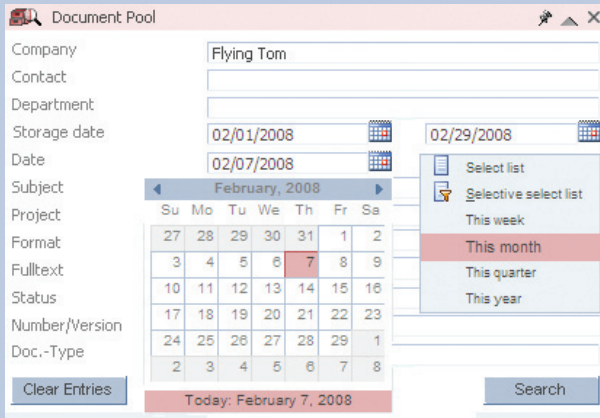 Document Pool
Company Flying Tom
Contact
Department
Storage date 02/01/2008 02/29/2008
Date 02/07/2008
Subject
Project
Format
Fulltext
Status
Number/Version
Doc.-Type
February, 2008
Su Mo Tu We Th Fr Sa
27 28 29 30 31 1 2
3 4 5 6 7 8 9
10 11 12 13 14 15 16
17 18 19 20 21 22 23
24 25 26 27 28 29 1
2 3 4 5 6 7 8
Today: February 7, 2008
Select list
Selective select list
This week
This month
This quarter
This year
Clear Entries
Search